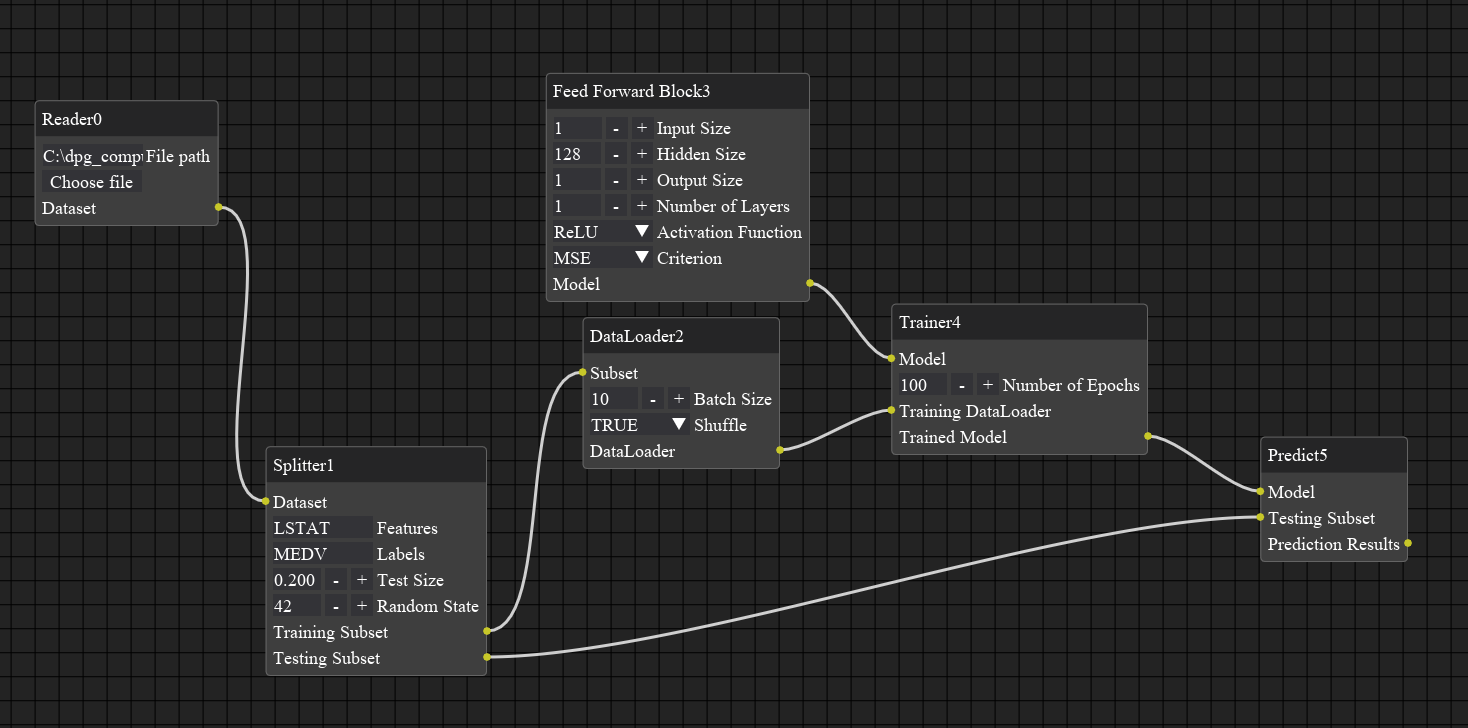 Reader0
C:\dpg_comp File path
Choose file
Dataset
Feed Forward Block3
1 - + Input Size
128 - + Hidden Size
1 - + Output Size
1 - + Number of Layers
ReLU ▼ Activation Function
MSE ▼ Criterion
Model
DataLoader2
Subset
10 - + Batch Size
TRUE ▼ Shuffle
DataLoader
Splitter1
Dataset
LSTAT Features
MEDV Labels
0.200 - + Test Size
42 - + Random State
Training Subset
Testing Subset
Trainer4
Model
100 - + Number of Epochs
Training DataLoader
Trained Model
Predict5
Model
Testing Subset
Prediction Results